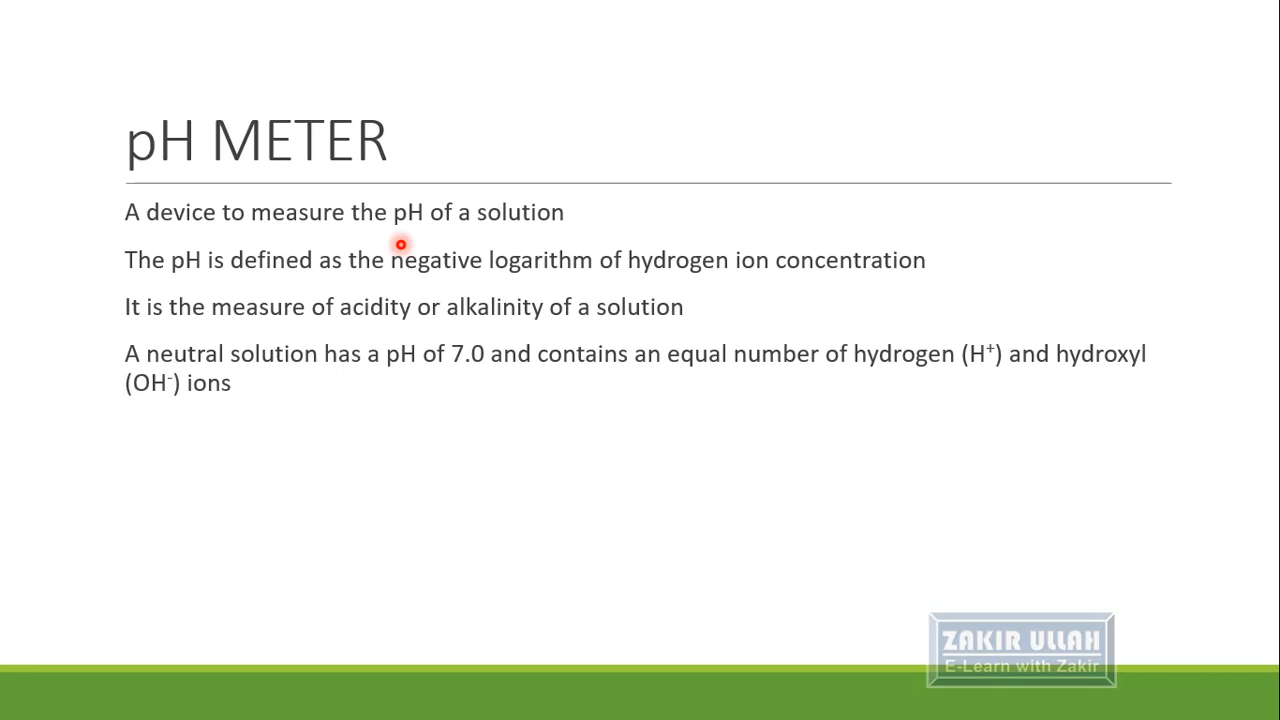 pH METER
A device to measure the pH of a solution
The pH is defined as the negative logarithm of hydrogen ion concentration
It is the measure of acidity or alkalinity of a solution
A neutral solution has a pH of 7.0 and contains an equal number of hydrogen (H⁺) and hydroxyl
(OH⁻) ions
ZAKIR ULLAH
E-Learn with Zakir